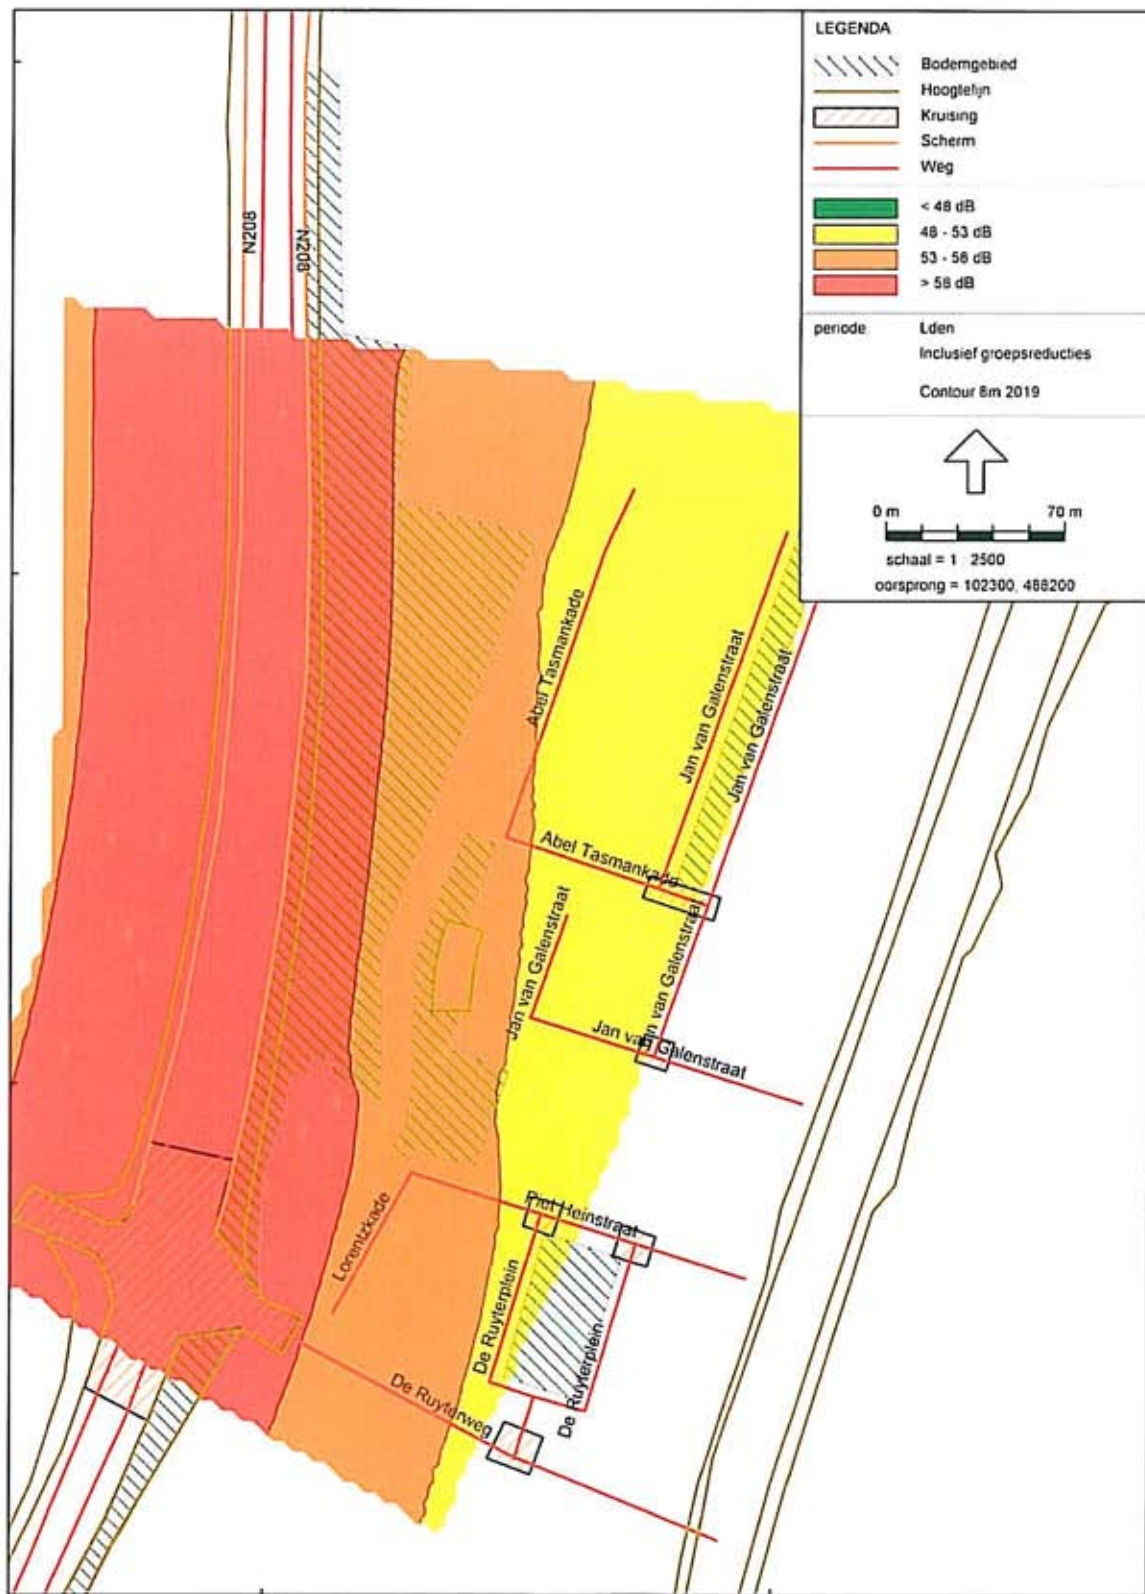 LEGENDA
Bodemgebied
Hoogtelijn
Kruising
Scherm
Weg
< 48 dB
48 - 53 dB
53 - 58 dB
> 58 dB
periode Lden
Inclusief groepsreducties
Contour 8m 2019
0 m 70 m
schaal = 1 : 2500
oorsprong = 102300, 488200
N208
N208
Abel Tasmankade
Jan van Galenstraat
Jan van Galenstraat
Abel Tasmankade
Jan van Galenstraat
Jan van Galenstraat
Jan van Galenstraat
Piet Heinstraat
Lorentzkade
De Ruyterplein
De Ruyterplein
De Ruyterweg